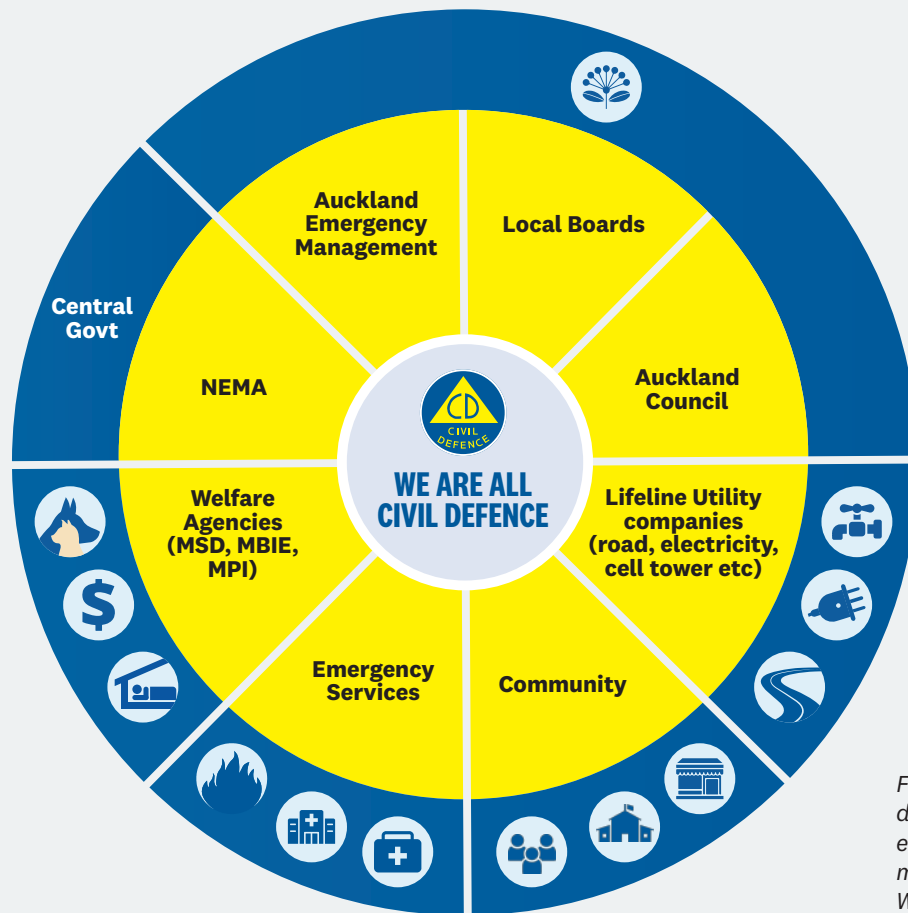 Auckland
Emergency
Management
Local Boards
Central
Govt
NEMA
Auckland
Council
CD
CIVIL
DEFENCE
WE ARE ALL
CIVIL DEFENCE
Welfare
Agencies
(MSD, MBIE,
MPI)
Lifeline Utility
companies
(road, electricity,
cell tower etc)
$
Emergency
Services
Community